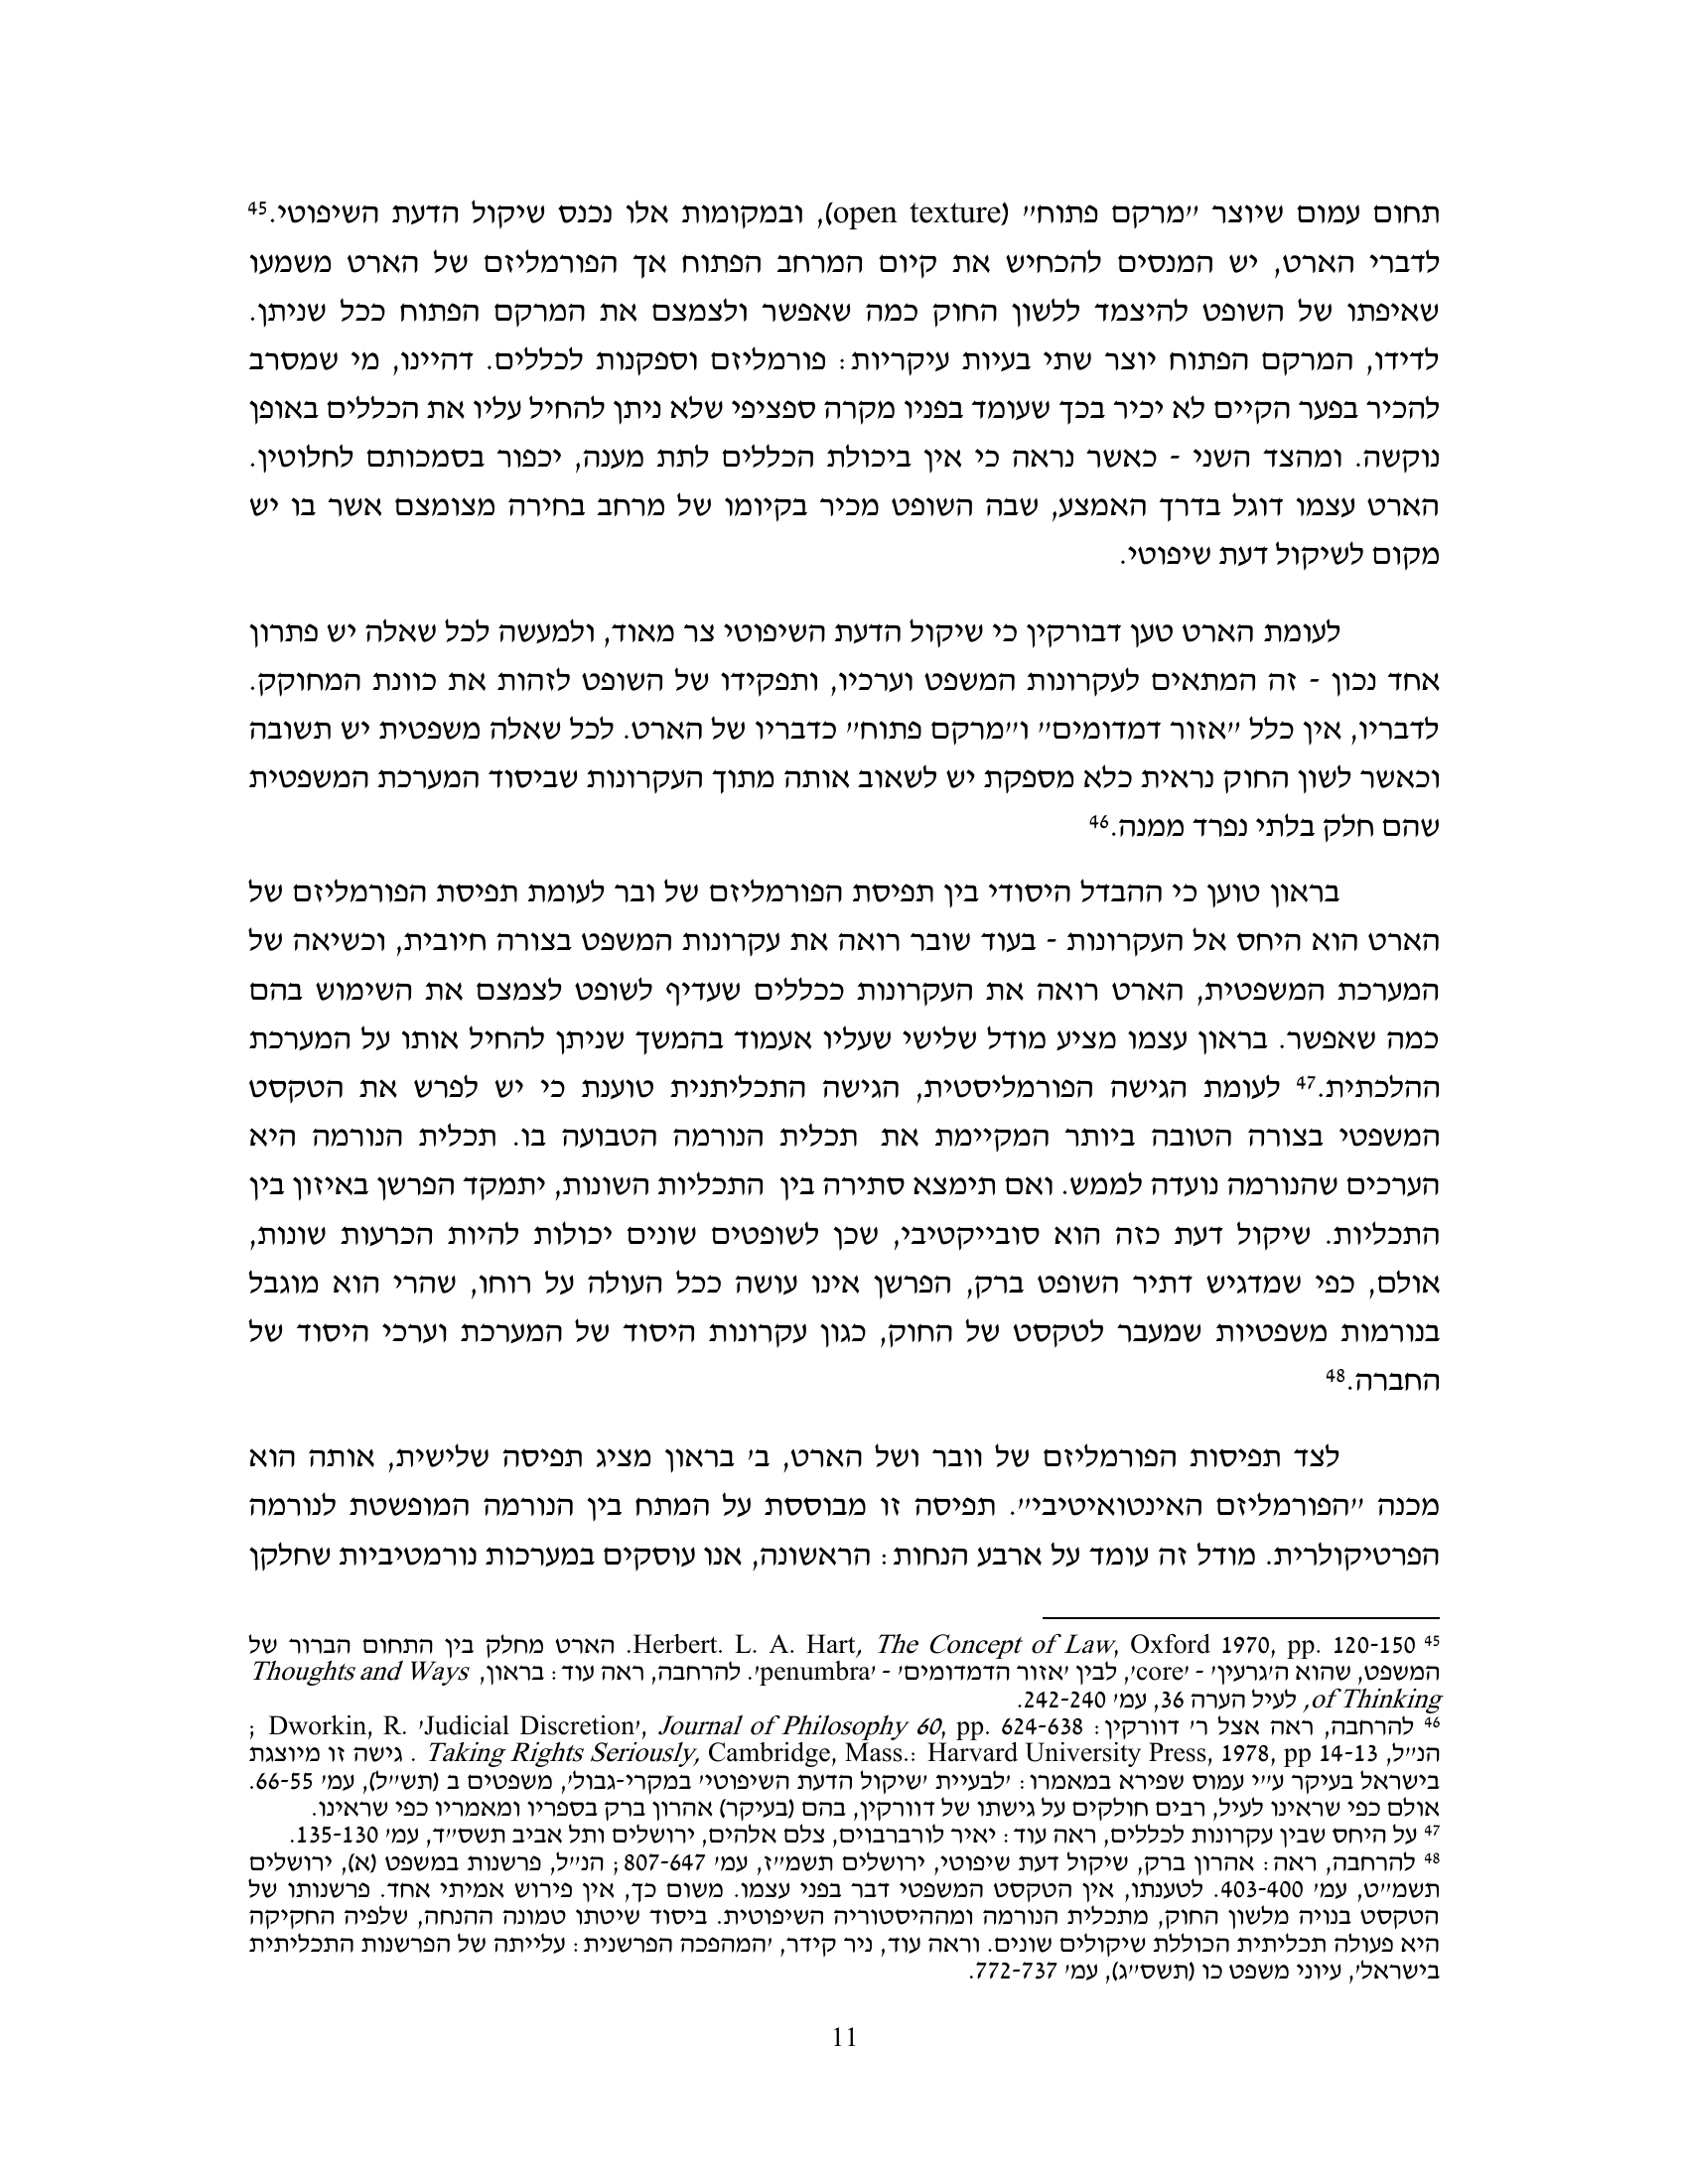 תחום עמום שיוצר "מרקם פתוח" (open texture), ובמקומות אלו נכנס שיקול הדעת השיפוטי.45
לדברי הארט, יש המנסים להכחיש את קיום המרחב הפתוח אך הפורמליזם של הארט משמעו
שאיפתו של השופט להיצמד ללשון החוק כמה שאפשר ולצמצם את המרקם הפתוח ככל שניתן.
לדידו, המרקם הפתוח יוצר שתי בעיות עיקריות: פורמליזם וספקנות לכללים. דהיינו, מי שמסרב
להכיר בפער הקיים לא יכיר בכך שעומד בפניו מקרה ספציפי שלא ניתן להחיל עליו את הכללים באופן
נוקשה. ומהצד השני - כאשר נראה כי אין ביכולת הכללים לתת מענה, יכפור בסמכותם לחלוטין.
הארט עצמו דוגל בדרך האמצע, שבה השופט מכיר בקיומו של מרחב בחירה מצומצם אשר בו יש
מקום לשיקול דעת שיפוטי.
לעומת הארט טען דבורקין כי שיקול הדעת השיפוטי צר מאוד, ולמעשה לכל שאלה יש פתרון
אחד נכון - זה המתאים לעקרונות המשפט וערכיו, ותפקידו של השופט לזהות את כוונת המחוקק.
לדבריו, אין כלל "אזור דמדומים" ו"מרקם פתוח" כדבריו של הארט. לכל שאלה משפטית יש תשובה
וכאשר לשון החוק נראית כלא מספקת יש לשאוב אותה מתוך העקרונות שביסוד המערכת המשפטית
שהם חלק בלתי נפרד ממנה.46
בראון טוען כי ההבדל היסודי בין תפיסת הפורמליזם של ובר לעומת תפיסת הפורמליזם של
הארט הוא היחס אל העקרונות - בעוד שובר רואה את עקרונות המשפט בצורה חיובית, וכשיאה של
המערכת המשפטית, הארט רואה את העקרונות ככללים שעדיף לשופט לצמצם את השימוש בהם
כמה שאפשר. בראון עצמו מציע מודל שלישי שעליו אעמוד בהמשך שניתן להחיל אותו על המערכת
ההלכתית.47 לעומת הגישה הפורמליסטית, הגישה התכליתנית טוענת כי יש לפרש את הטקסט
המשפטי בצורה הטובה ביותר המקיימת את תכלית הנורמה הטבועה בו. תכלית הנורמה היא
הערכים שהנורמה נועדה לממש. ואם תימצא סתירה בין התכליות השונות, יתמקד הפרשן באיזון בין
התכליות. שיקול דעת כזה הוא סובייקטיבי, שכן לשופטים שונים יכולות להיות הכרעות שונות,
אולם, כפי שמדגיש דתיר השופט ברק, הפרשן אינו עושה ככל העולה על רוחו, שהרי הוא מוגבל
בנורמות משפטיות שמעבר לטקסט של החוק, כגון עקרונות היסוד של המערכת וערכי היסוד של
החברה.48
לצד תפיסות הפורמליזם של וובר ושל הארט, ב' בראון מציג תפיסה שלישית, אותה הוא
מכנה "הפורמליזם האינטואיטיבי". תפיסה זו מבוססת על המתח בין הנורמה המופשטת לנורמה
הפרטיקולרית. מודל זה עומד על ארבע הנחות: הראשונה, אנו עוסקים במערכות נורמטיביות שחלקן
45 Herbert. L. A. Hart, The Concept of Law, Oxford 1970, pp. 120-150. הארט מחלק בין התחום הברור של
המשפט, שהוא ה'גרעין' - 'core', לבין 'אזור הדמדומים' - 'penumbra'. להרחבה, ראה עוד: בראון, Thoughts and Ways
of Thinking, לעיל הערה 36, עמ' 242-240.
46 להרחבה, ראה אצל ר' דוורקין: Dworkin, R. 'Judicial Discretion', Journal of Philosophy 60, pp. 624-638 ;
הנ"ל, Taking Rights Seriously, Cambridge, Mass.: Harvard University Press, 1978, pp 14-13 . גישה זו מיוצגת
בישראל בעיקר ע"י עמוס שפירא במאמרו: 'לבעיית 'שיקול הדעת השיפוטי' במקרי-גבול', משפטים ב (תש"ל), עמ' 66-55.
אולם כפי שראינו לעיל, רבים חולקים על גישתו של דוורקין, בהם (בעיקר) אהרון ברק בספריו ומאמריו כפי שראינו.
47 על היחס שבין עקרונות לכללים, ראה עוד: יאיר לורברבוים, צלם אלהים, ירושלים ותל אביב תשס"ד, עמ' 135-130.
48 להרחבה, ראה: אהרון ברק, שיקול דעת שיפוטי, ירושלים תשמ"ז, עמ' 807-647; הנ"ל, פרשנות במשפט (א), ירושלים
תשמ"ט, עמ' 403-400. לטענתו, אין הטקסט המשפטי דבר בפני עצמו. משום כך, אין פירוש אמיתי אחד. פרשנותו של
הטקסט בנויה מלשון החוק, מתכלית הנורמה ומההיסטוריה השיפוטית. ביסוד שיטתו טמונה ההנחה, שלפיה החקיקה
היא פעולה תכליתית הכוללת שיקולים שונים. וראה עוד, ניר קידר, 'המהפכה הפרשנית: עלייתה של הפרשנות התכליתית
בישראל', עיוני משפט כו (תשס"ג), עמ' 772-737.
11